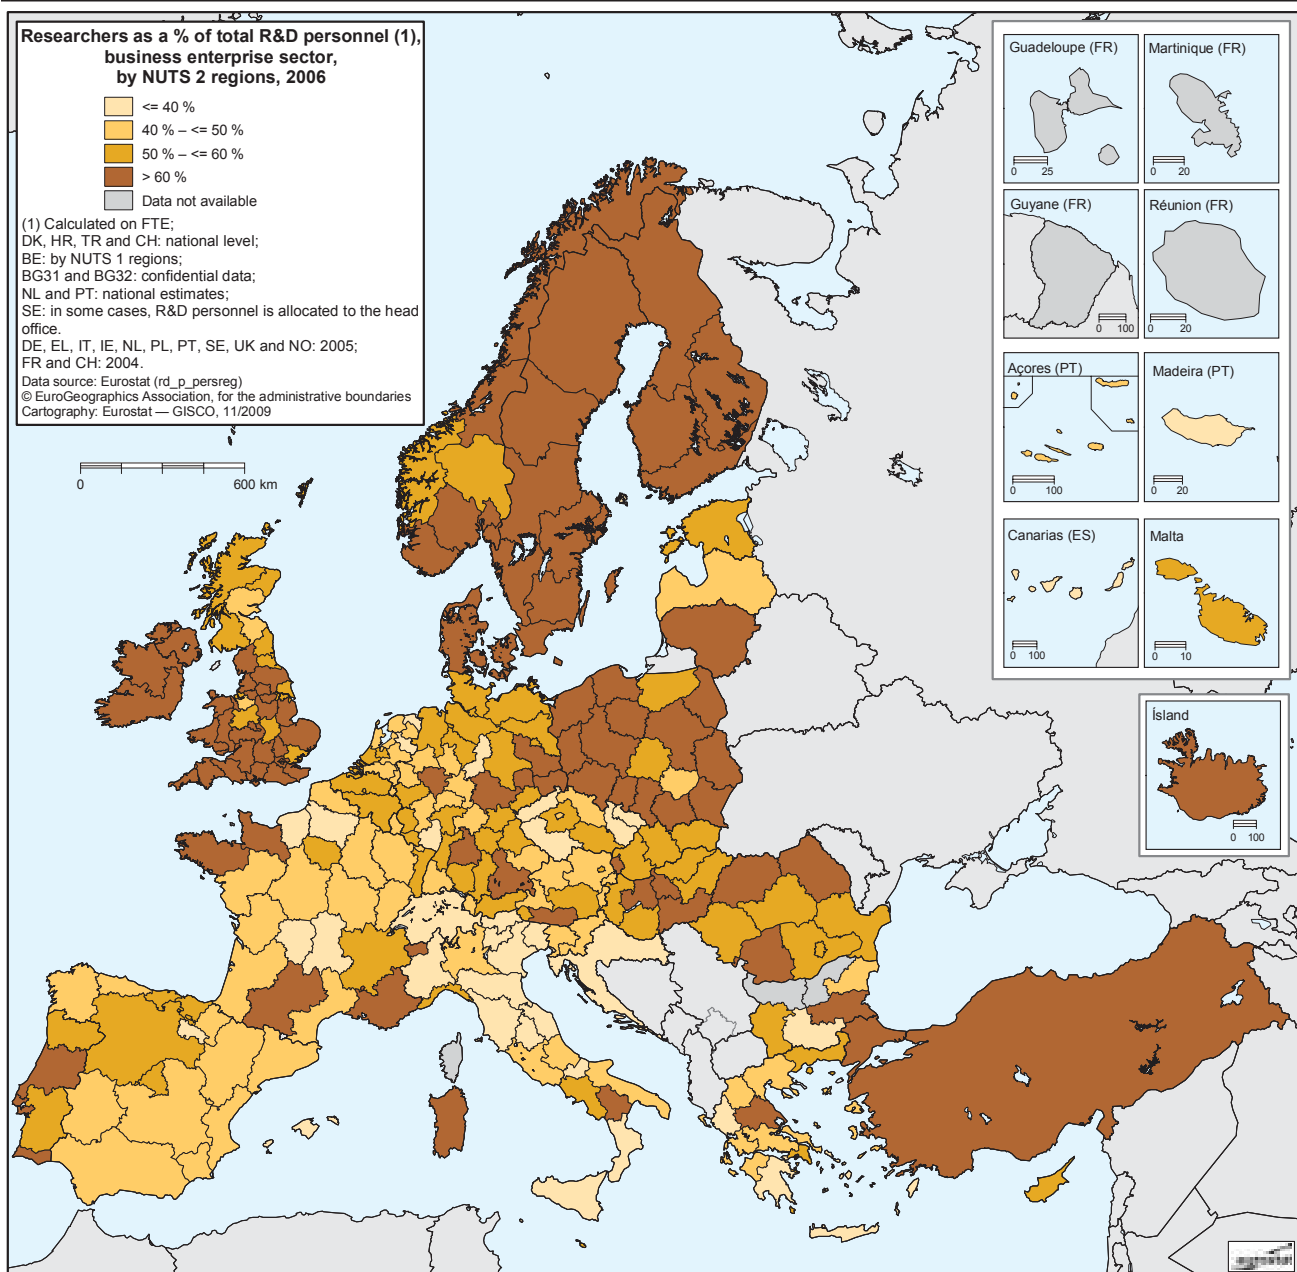 Researchers as a % of total R&D personnel (1),
business enterprise sector,
by NUTS 2 regions, 2006
<= 40 %
40 % – <= 50 %
50 % – <= 60 %
> 60 %
Data not available
(1) Calculated on FTE;
DK, HR, TR and CH: national level;
BE: by NUTS 1 regions;
BG31 and BG32: confidential data;
NL and PT: national estimates;
SE: in some cases, R&D personnel is allocated to the head
office.
DE, EL, IT, IE, NL, PL, PT, SE, UK and NO: 2005;
FR and CH: 2004.
Data source: Eurostat (rd_p_persreg)
© EuroGeographics Association, for the administrative boundaries
Cartography: Eurostat — GISCO, 11/2009
0 600 km
Guadeloupe (FR)
0 25
Martinique (FR)
0 20
Guyane (FR)
0 100
Réunion (FR)
0 20
Açores (PT)
0 100
Madeira (PT)
0 20
Canarias (ES)
0 100
Malta
0 10
Ísland
0 100
eurostat